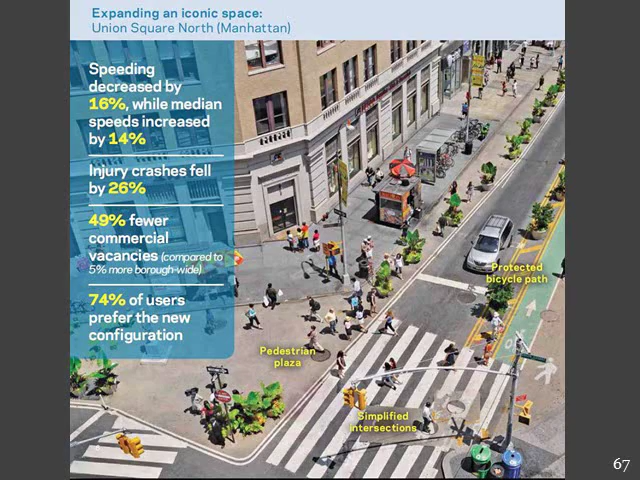 Expanding an iconic space:
Union Square North (Manhattan)
Speeding
decreased by
16%, while median
speeds increased
by 14%
Injury crashes fell
by 26%
49% fewer
commercial
vacancies (compared to
5% more borough-wide)
74% of users
prefer the new
configuration
Protected
bicycle path
Pedestrian
plaza
Simplified
intersections
67